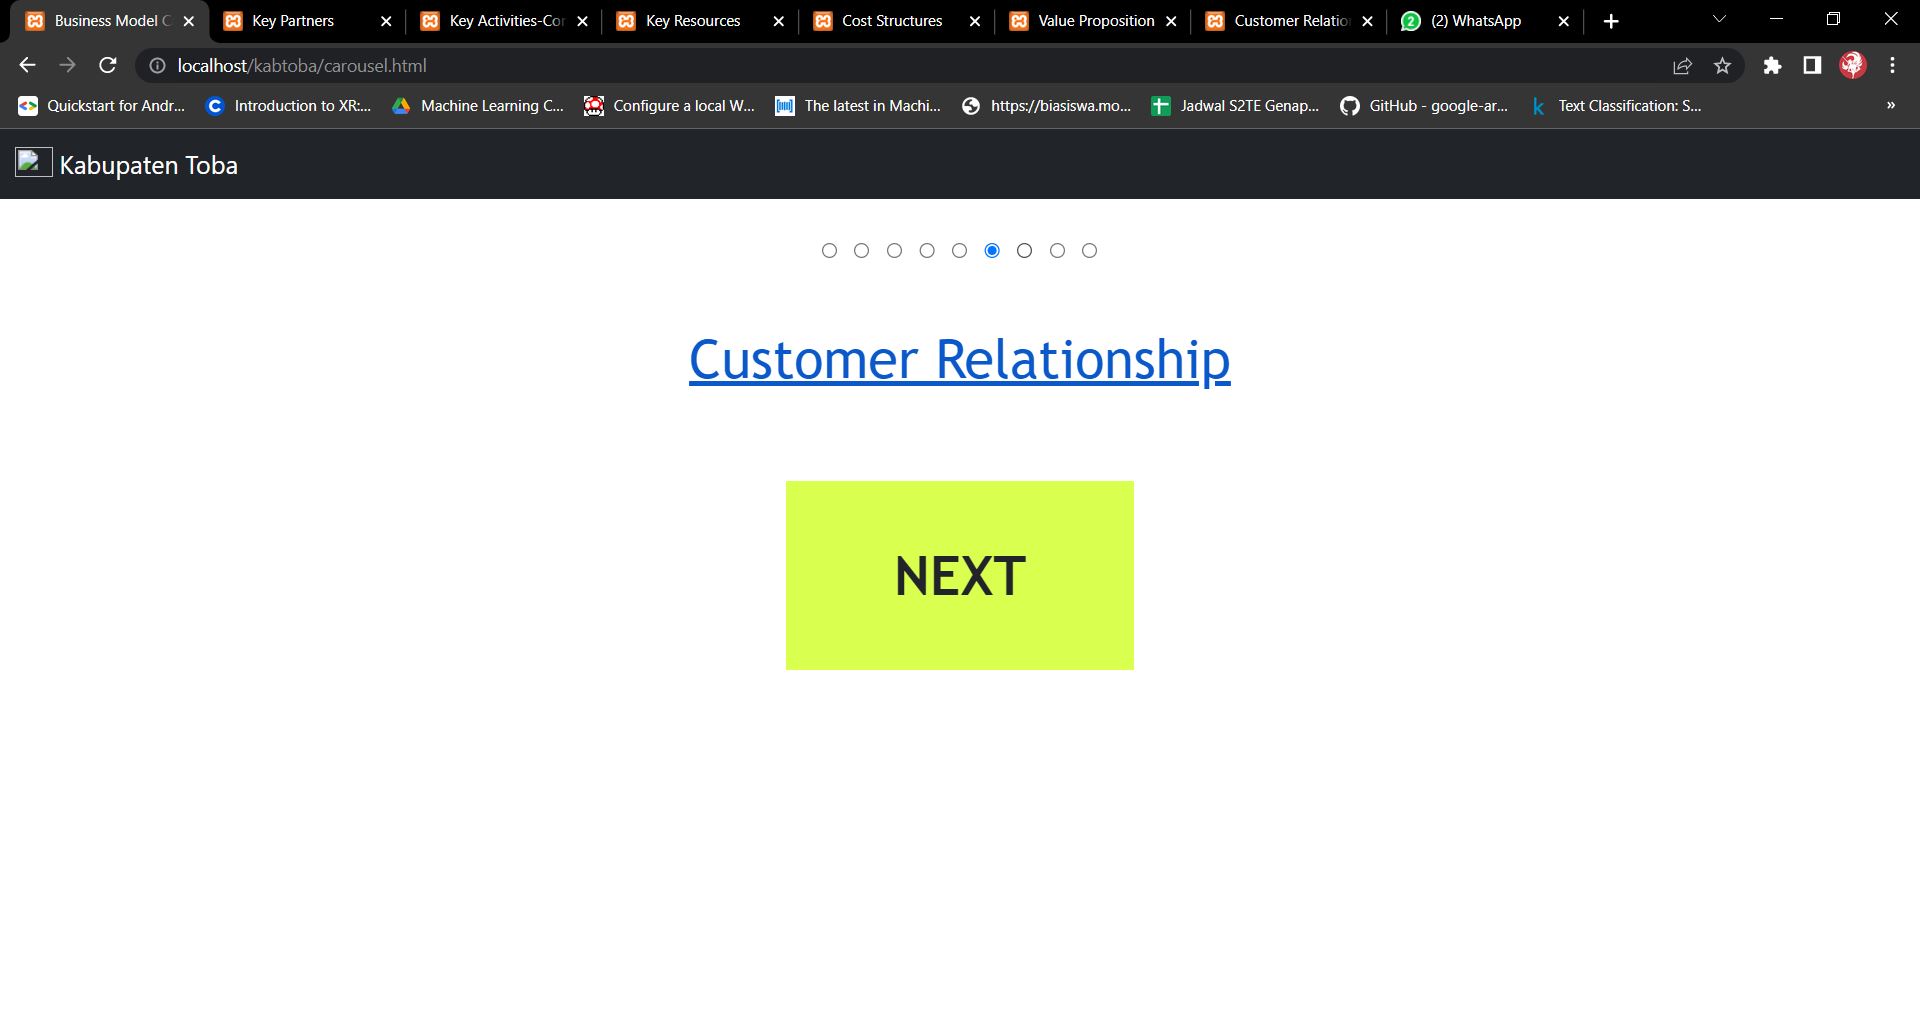 Business Model C
Key Partners
Key Activities-Cor
Key Resources
Cost Structures
Value Proposition
Customer Relatio
2
(2) WhatsApp
localhost/kabtoba/carousel.html
Quickstart for Andr...
Introduction to XR:...
Machine Learning C...
Configure a local W...
The latest in Machi...
https://biasiswa.mo...
Jadwal S2TE Genap...
GitHub - google-ar...
k
Text Classification: S...
»
Kabupaten Toba
Customer Relationship
NEXT